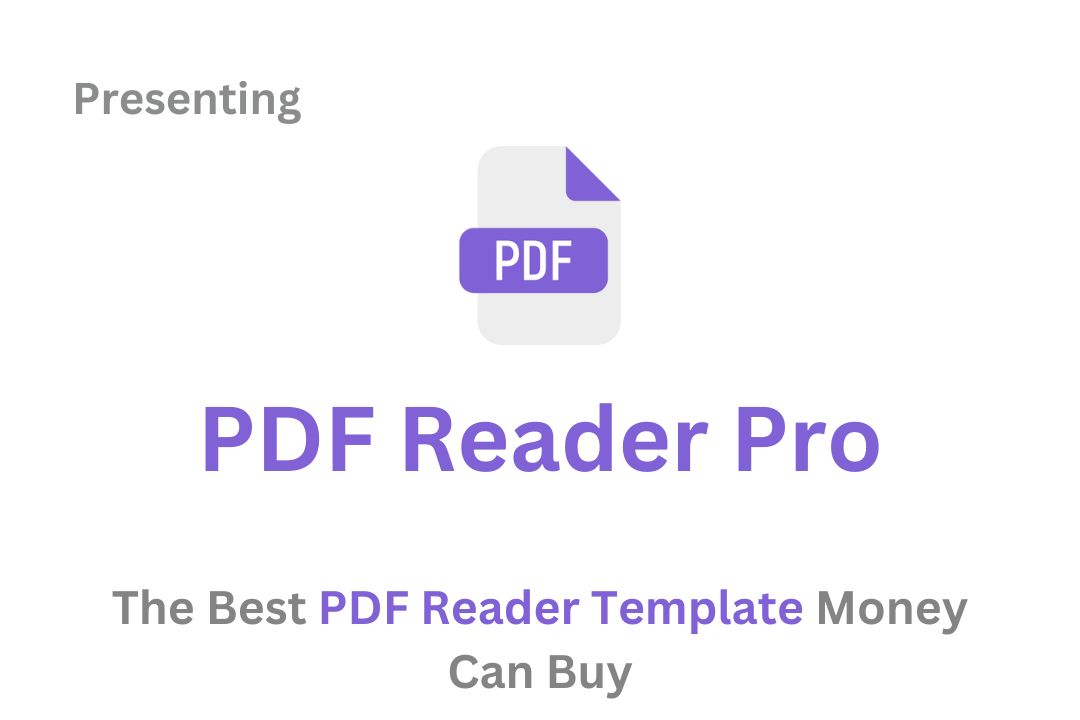 Presenting
PDF
PDF Reader Pro
The Best PDF Reader Template Money
Can Buy